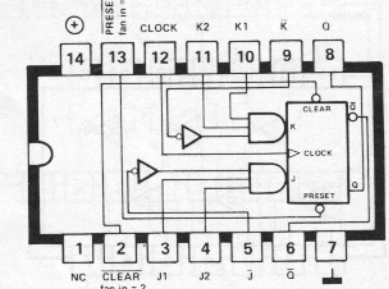 ⊕ PRESET fan in = CLOCK K2 K1 K̅ Q
14 13 12 11 10 9 8
CLEAR
Q̅
K
CLOCK
J
Q
PRESET
1 2 3 4 5 6 7
NC CLEAR J1 J2 J̅ Q̅
fan in = 2